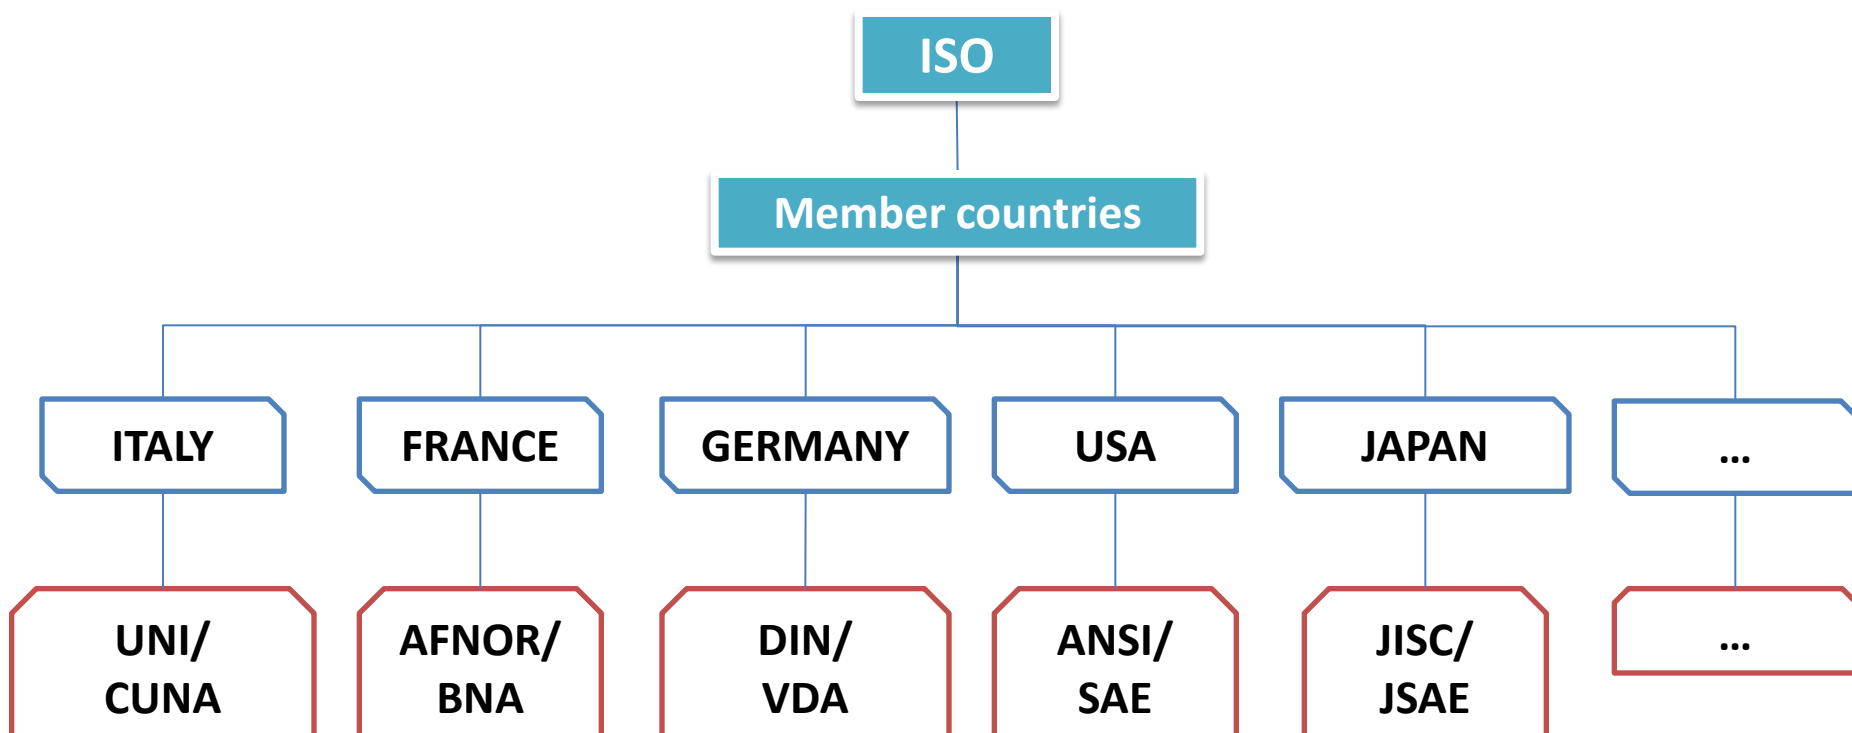 ISO
Member countries
ITALY
FRANCE
GERMANY
USA
JAPAN
...
UNI/
CUNA
AFNOR/
BNA
DIN/
VDA
ANSI/
SAE
JISC/
JSAE
...